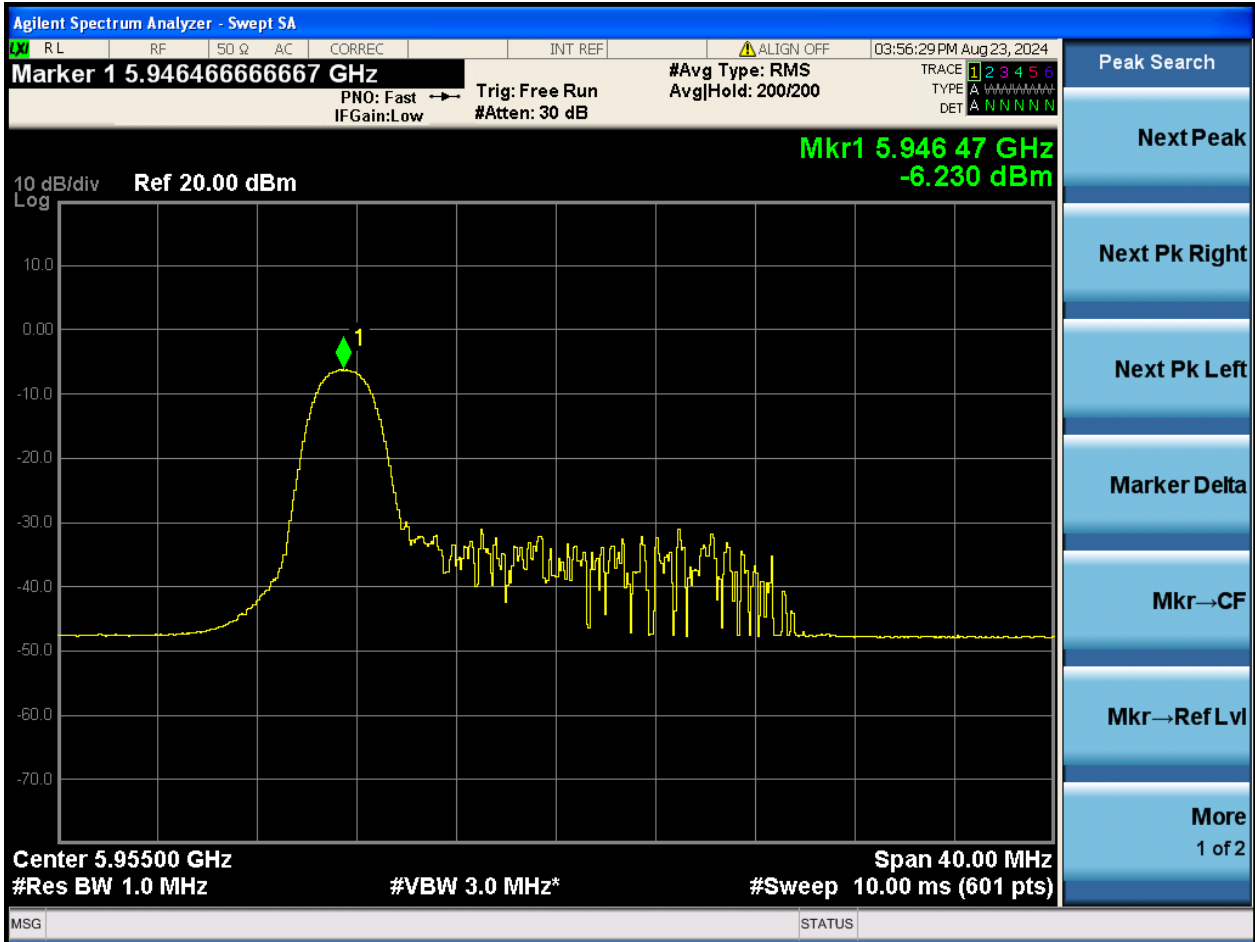 Agilent Spectrum Analyzer - Swept SA
LXI RL RF 50 Ω AC CORREC INT REF ALIGN OFF 03:56:29 PM Aug 23, 2024
Marker 1 5.946466666667 GHz
PNO: Fast
IFGain:Low
Trig: Free Run
#Atten: 30 dB
#Avg Type: RMS
Avg|Hold: 200/200
TRACE 1 2 3 4 5 6
TYPE A WWWWW
DET A N N N N N
Mkr1 5.946 47 GHz
-6.230 dBm
10 dB/div Ref 20.00 dBm
Log
10.0
0.00
-10.0
-20.0
-30.0
-40.0
-50.0
-60.0
-70.0
1
Center 5.95500 GHz Span 40.00 MHz
#Res BW 1.0 MHz #VBW 3.0 MHz* #Sweep 10.00 ms (601 pts)
MSG STATUS
Peak Search
Next Peak
Next Pk Right
Next Pk Left
Marker Delta
Mkr→CF
Mkr→Ref Lvl
More
1 of 2